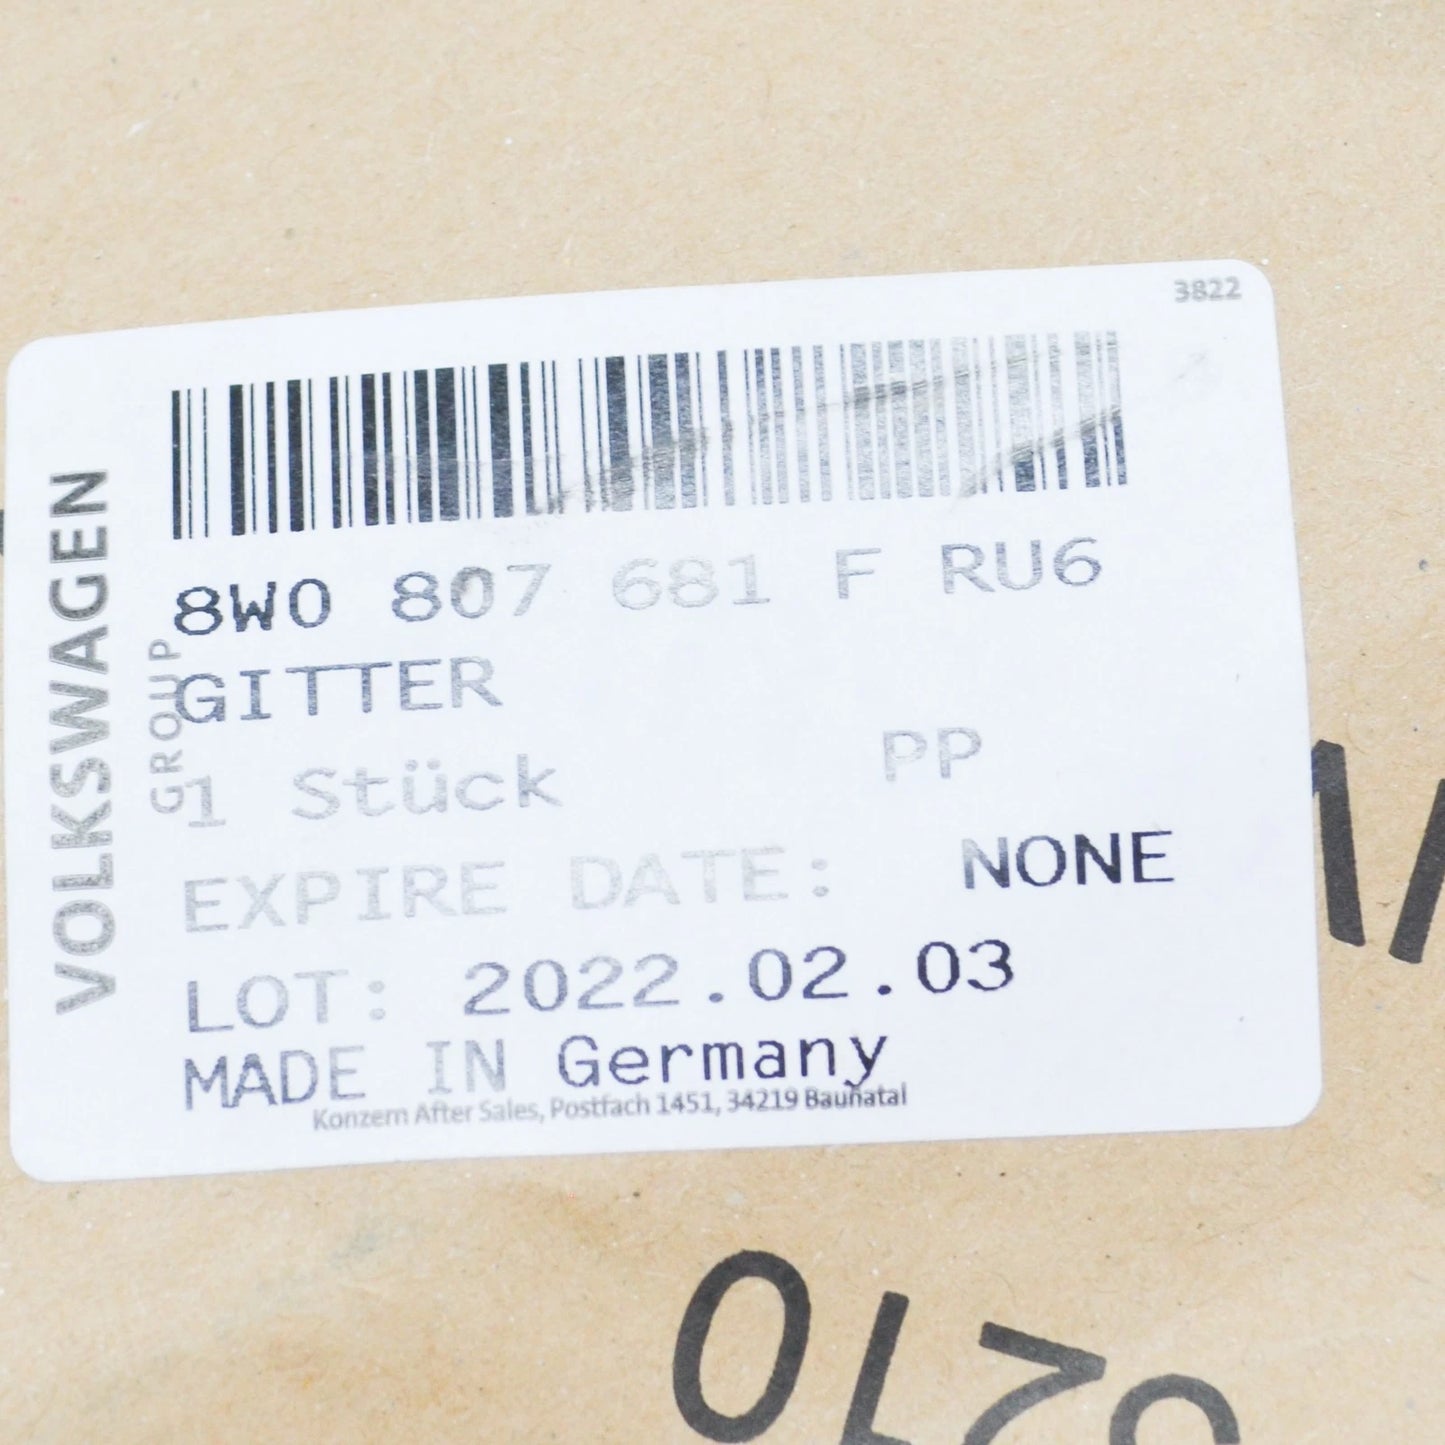 3822
VOLKSWAGEN
GROUP
8W0 807 681 F RU6
GITTER
1 Stück PP
EXPIRE DATE: NONE
LOT: 2022.02.03
MADE IN Germany
Konzern After Sales, Postfach 1451, 34219 Baunatal